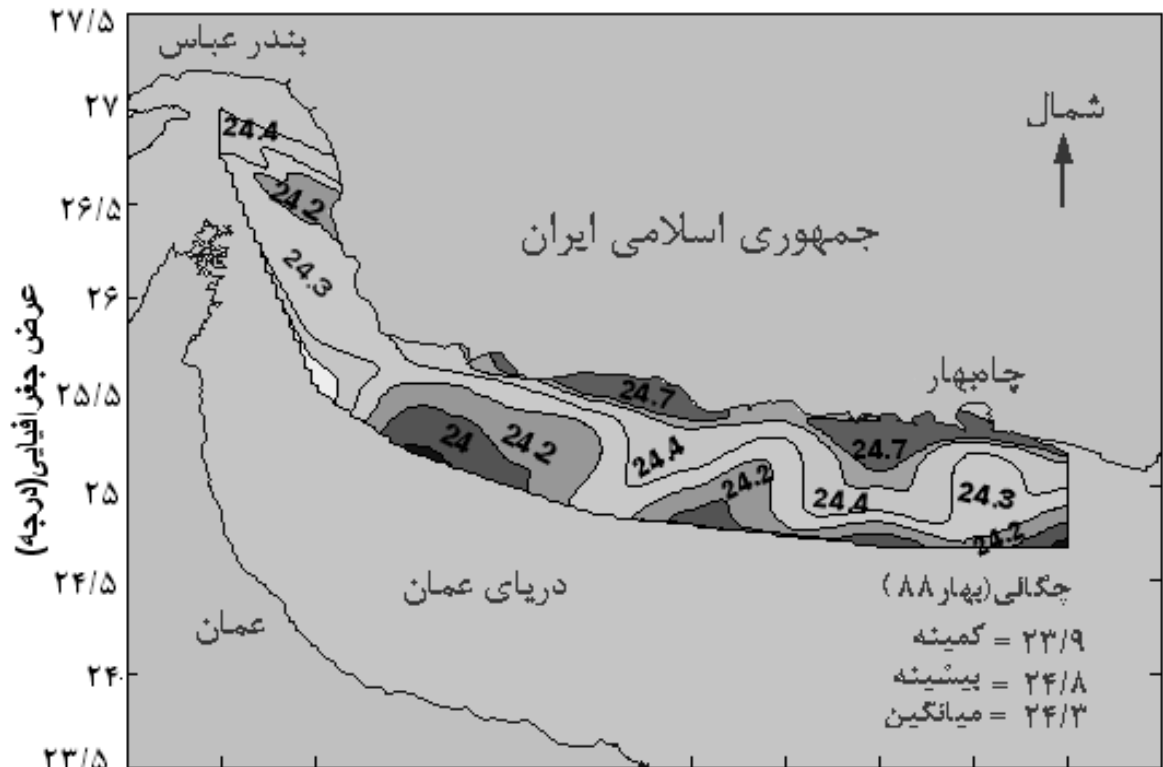 ۲۷/۵
بندر عباس
۲۷
شمال
24.4
24.2
۲۶/۵
جمهوری اسلامی ایران
24.3
۲۶
عرض جغرافیایی(درجه)
چابهار
۲۵/۵
24.7
24.7
24
24.2
24.4
24.2
24.4
24.3
۲۵
24.2
۲۴/۵
دریای عمان
چگالی(بهار۸۸)
عمان
کمینه = ۲۳/۹
۲۴
بیشینه = ۲۴/۸
میانگین = ۲۴/۳
۲۳/۵